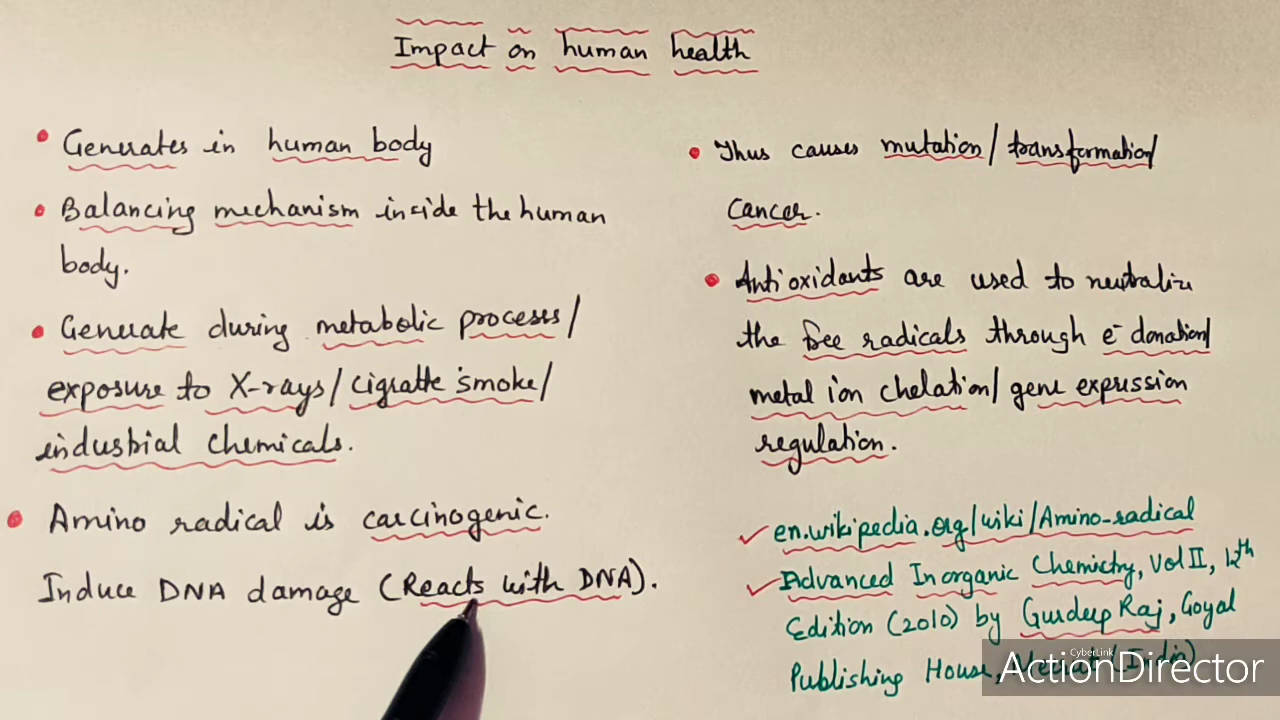 Impact on human health
• Generates in human body
• Balancing mechanism inside the human
body.
• Generate during metabolic process/
exposure to X-rays/cigratte smoke/
industrial chemicals.
• Amino radical is carcinogenic.
Induce DNA damage (Reacts with DNA).
• Thus causes mutation/transformation/
cancer.
• Antioxidants are used to neutralize
the free radicals through e⁻ donation/
metal ion chelation/gene expression
regulation.
✓ en.wikipedia.org/wiki/Amino-radical
✓ Advanced Inorganic Chemistry, Vol II, 12th
Edition (2010) by Gurdeep Raj, Goyal
Publishing House, Meerut (India)
CyberLink
ActionDirector